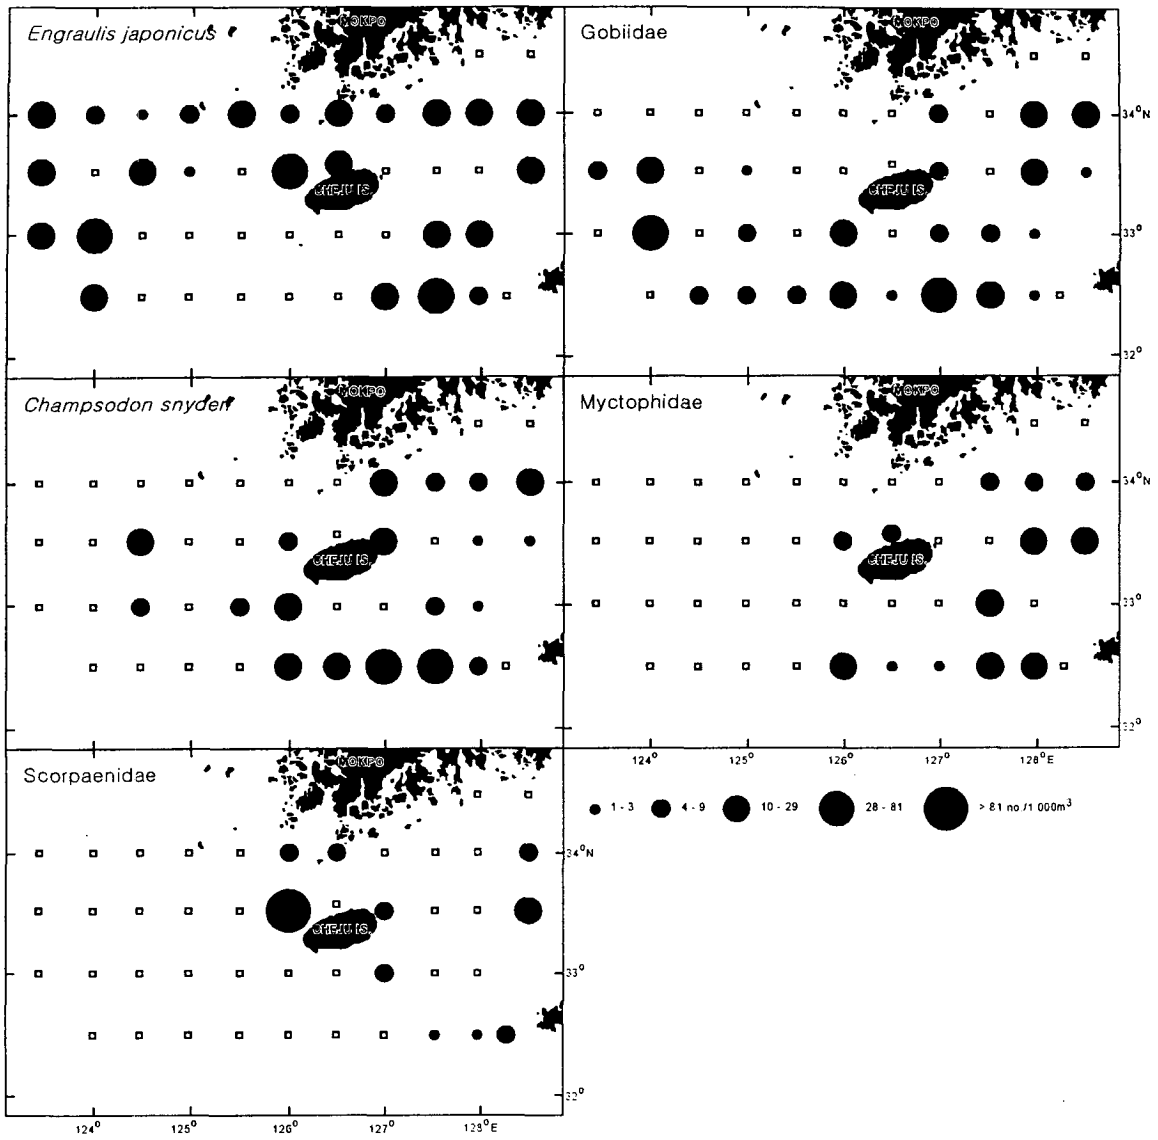 Engraulis japonicus
MOKPO
CHEJU IS.
Gobiidae
MOKPO
CHEJU IS.
34°N
33°
32°
Champsodon snyderi
MOKPO
CHEJU IS.
Myctophidae
MOKPO
CHEJU IS.
34°N
33°
32°
124° 125° 126° 127° 128°E
Scorpaenidae
MOKPO
CHEJU IS.
34°N
33°
32°
124° 125° 126° 127° 128°E
1 - 3 4 - 9 10 - 29 28 - 81 > 81 no /1 000m³